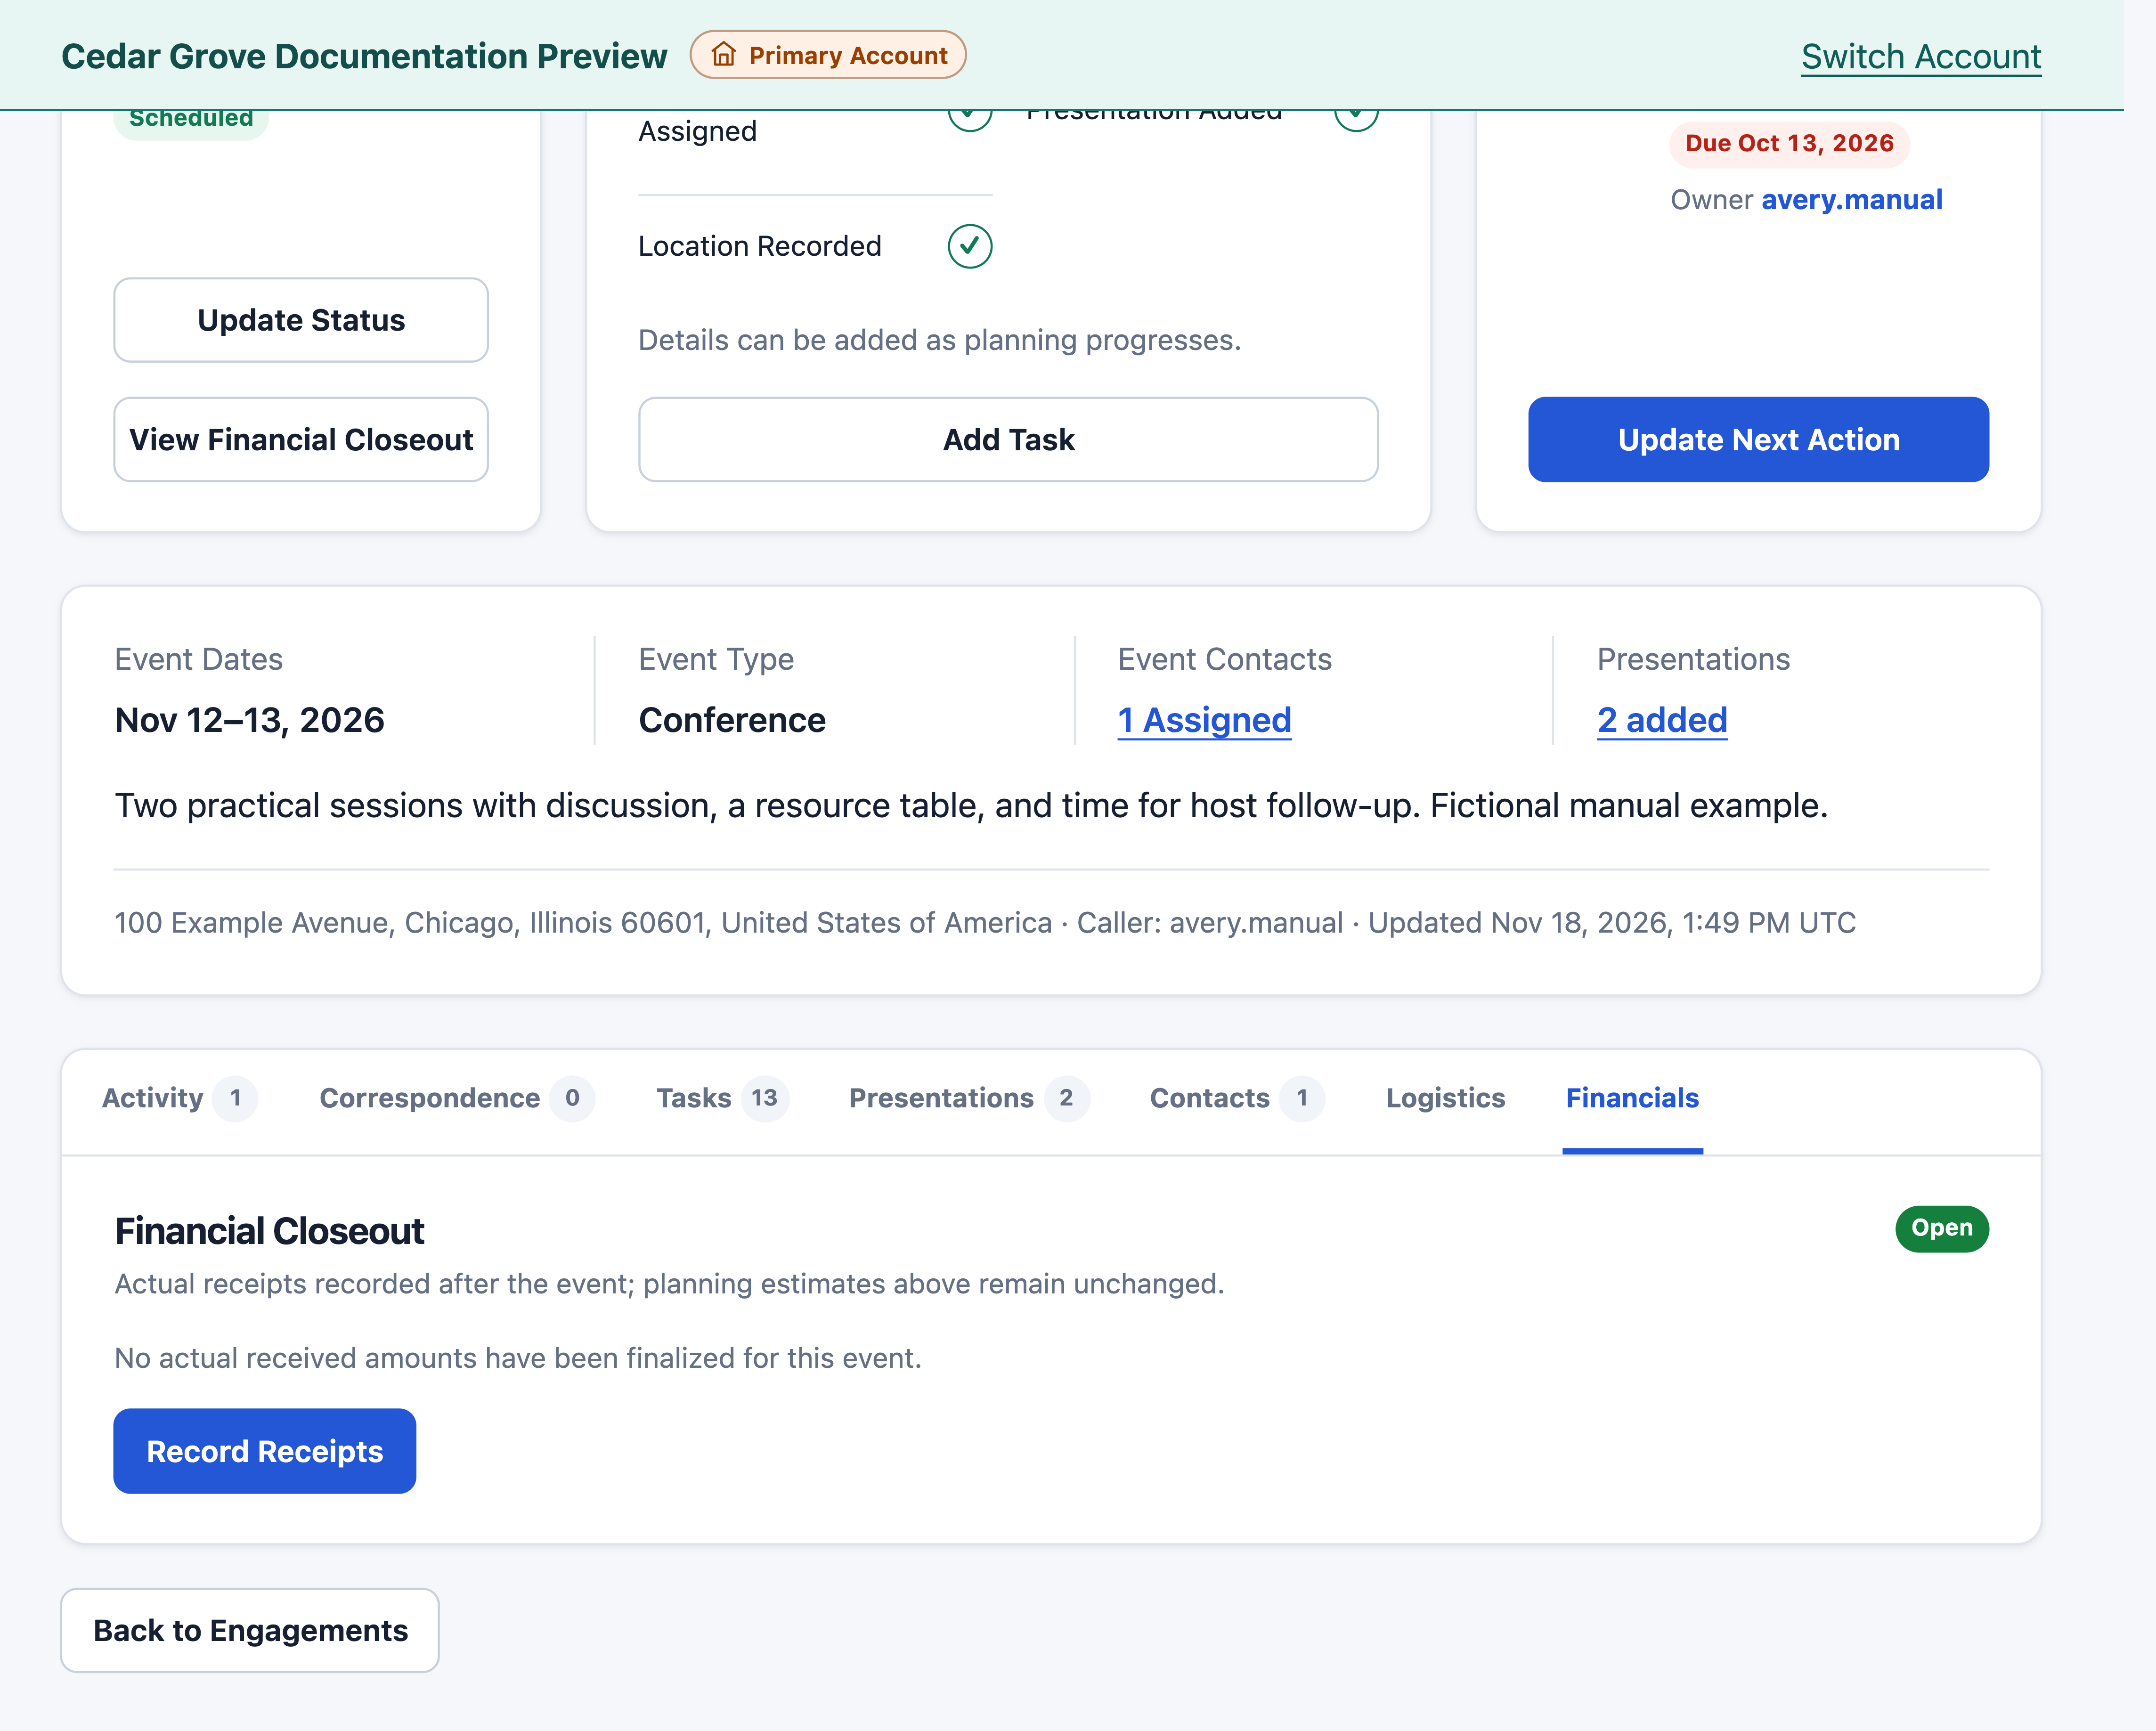 Cedar Grove Documentation Preview
Primary Account
Switch Account
Scheduled
Update Status
View Financial Closeout
Assigned
Presentation Added
Location Recorded
Details can be added as planning progresses.
Add Task
Due Oct 13, 2026
Owner avery.manual
Update Next Action
Event Dates
Nov 12–13, 2026
Event Type
Conference
Event Contacts
1 Assigned
Presentations
2 added
Two practical sessions with discussion, a resource table, and time for host follow-up. Fictional manual example.
100 Example Avenue, Chicago, Illinois 60601, United States of America · Caller: avery.manual · Updated Nov 18, 2026, 1:49 PM UTC
Activity 1
Correspondence 0
Tasks 13
Presentations 2
Contacts 1
Logistics
Financials
Financial Closeout
Open
Actual receipts recorded after the event; planning estimates above remain unchanged.
No actual received amounts have been finalized for this event.
Record Receipts
Back to Engagements